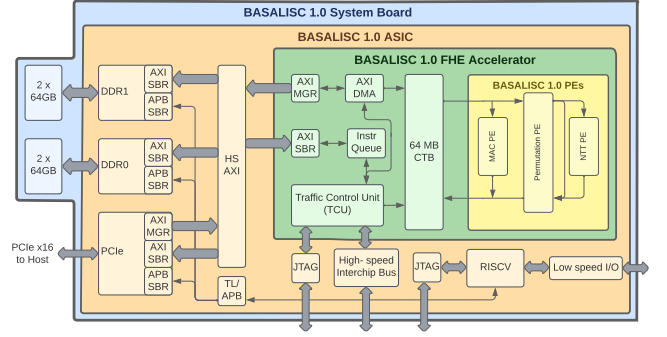 BASALISC 1.0 System Board
BASALISC 1.0 ASIC
BASALISC 1.0 FHE Accelerator
BASALISC 1.0 PEs
2 x
64GB
DDR1
AXI
SBR
APB
SBR
2 x
64GB
DDR0
AXI
SBR
APB
SBR
PCIe x16
to Host
PCIe
AXI
MGR
AXI
SBR
APB
SBR
HS
AXI
TL/
APB
AXI
MGR
AXI
DMA
AXI
SBR
Instr
Queue
Traffic Control Unit
(TCU)
64 MB
CTB
MAC PE
Permutation PE
NTT PE
JTAG
High- speed
Interchip Bus
JTAG
RISCV
Low speed I/O